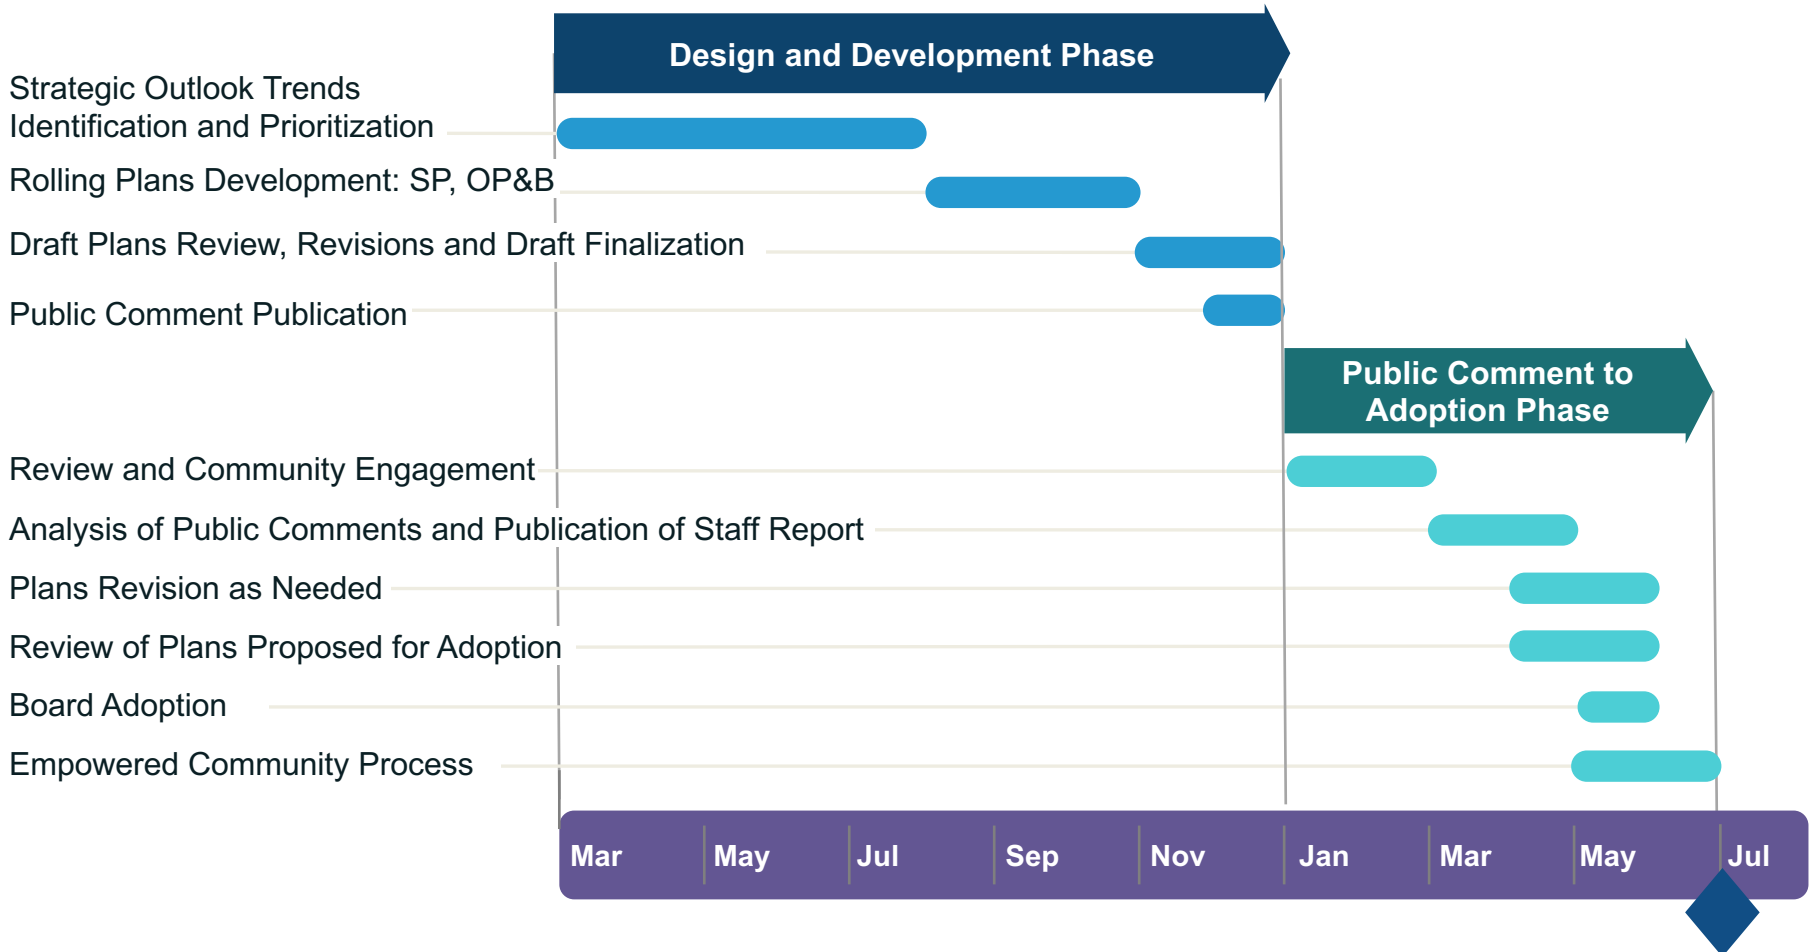 Design and Development Phase
Strategic Outlook Trends
Identification and Prioritization
Rolling Plans Development: SP, OP&B
Draft Plans Review, Revisions and Draft Finalization
Public Comment Publication
Public Comment to
Adoption Phase
Review and Community Engagement
Analysis of Public Comments and Publication of Staff Report
Plans Revision as Needed
Review of Plans Proposed for Adoption
Board Adoption
Empowered Community Process
Mar May Jul Sep Nov Jan Mar May Jul